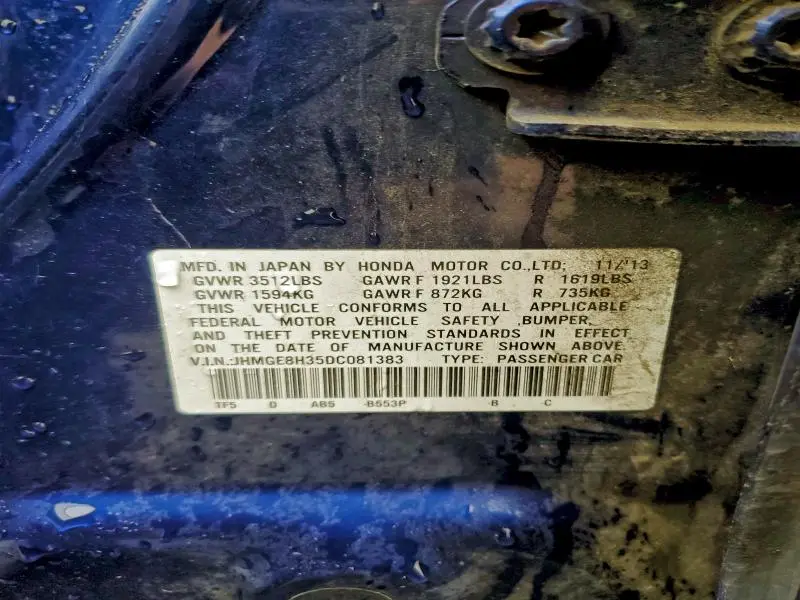 MFD. IN JAPAN BY HONDA MOTOR CO.,LTD; 11/'13
GVWR 3512LBS GAWR F 1921LBS R 1619LBS
GVWR 1594KG GAWR F 872KG R 735KG
THIS VEHICLE CONFORMS TO ALL APPLICABLE
FEDERAL MOTOR VEHICLE SAFETY ,BUMPER,
AND THEFT PREVENTION STANDARDS IN EFFECT
ON THE DATE OF MANUFACTURE SHOWN ABOVE.
V.I.N.:JHMGE8H35DC081383 TYPE: PASSENGER CAR
TF5 D AB5 -B553P -B -C